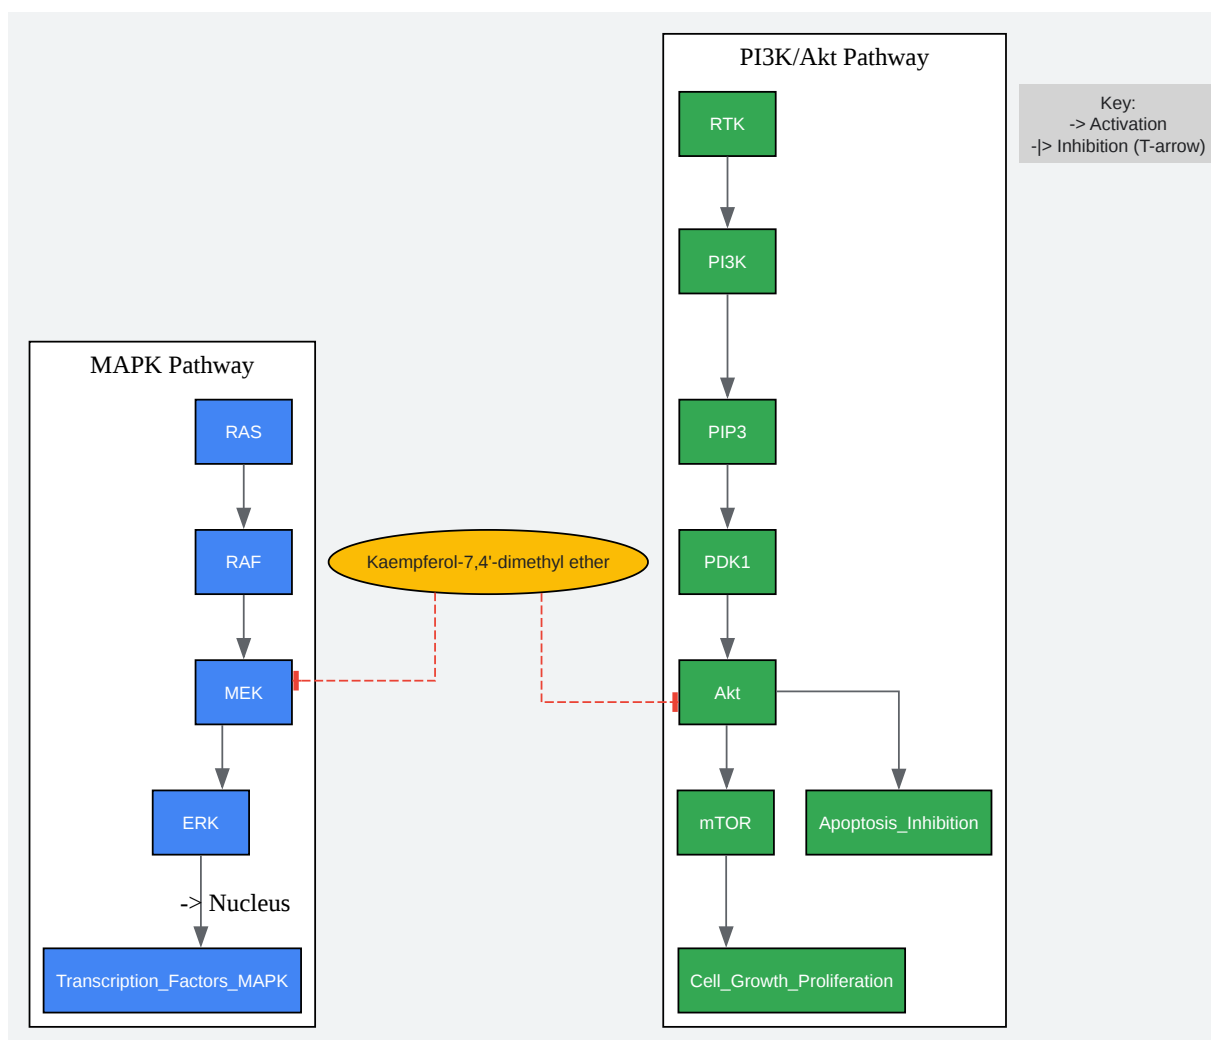 PI3K/Akt Pathway
Key:
-> Activation
-|> Inhibition (T-arrow)
RTK
PI3K
MAPK Pathway
RAS
PIP3
RAF
Kaempferol-7,4'-dimethyl ether
PDK1
MEK
Akt
ERK
mTOR
Apoptosis_Inhibition
-> Nucleus
Transcription_Factors_MAPK
Cell_Growth_Proliferation